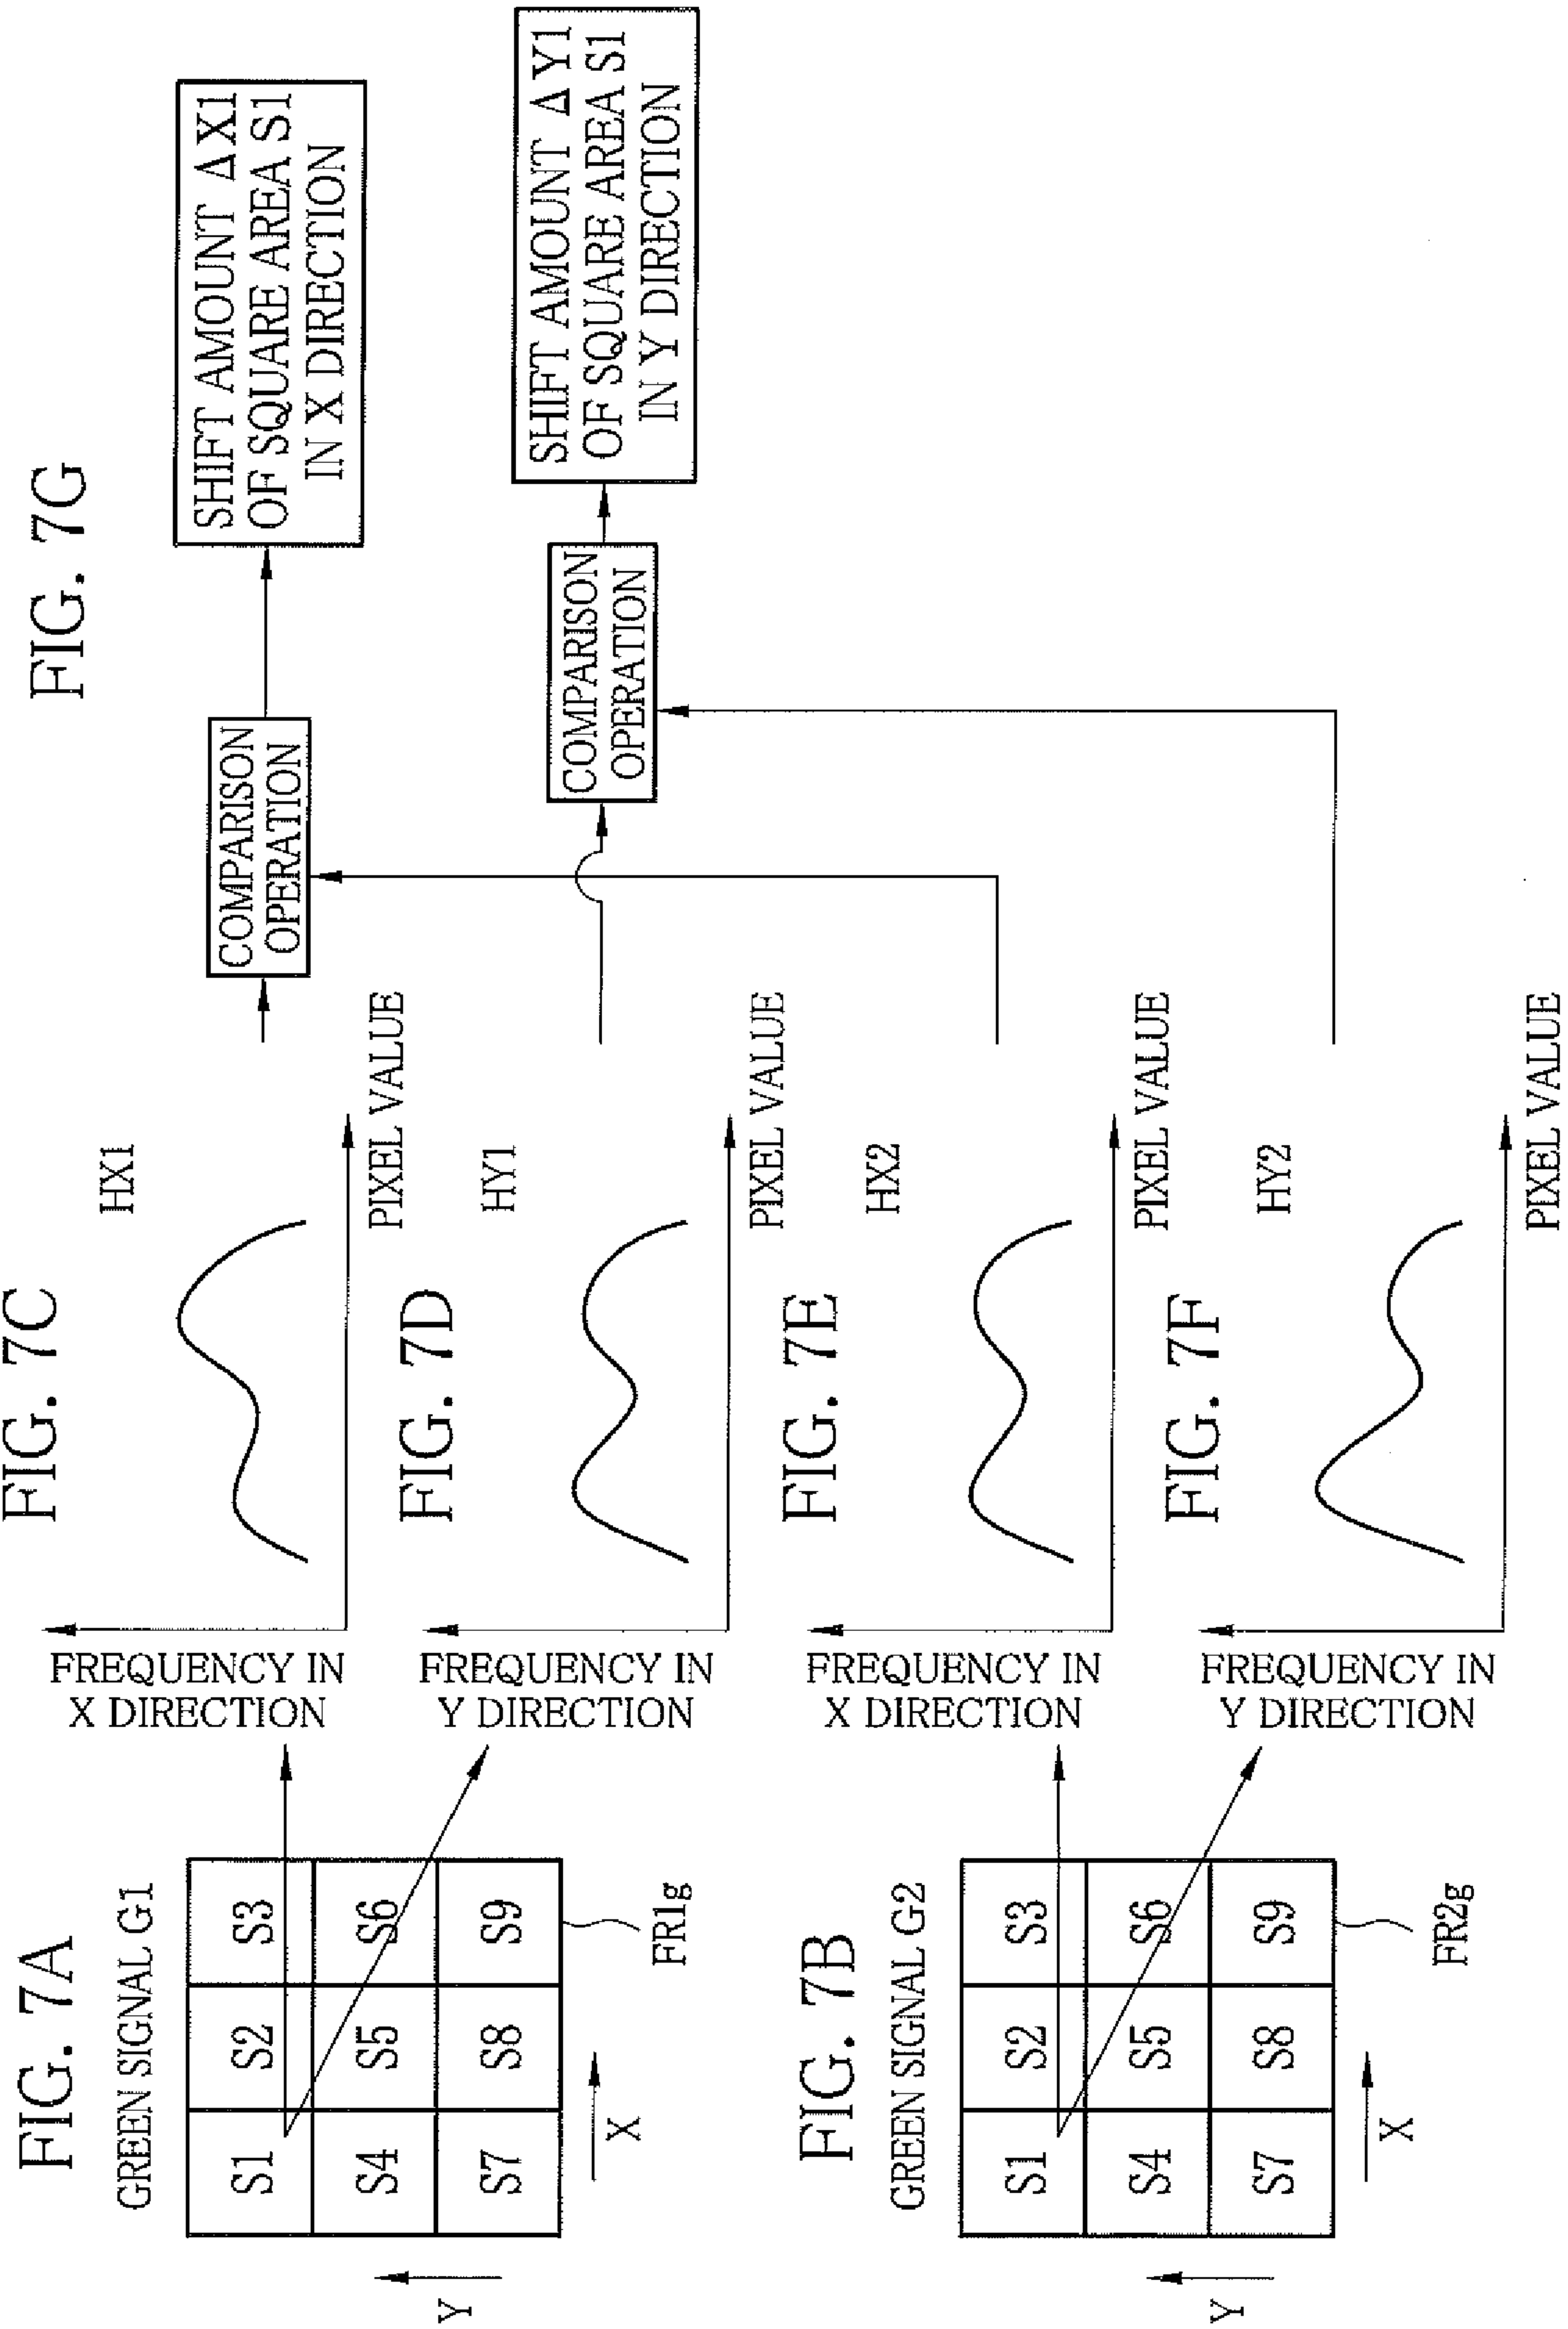 FIG. 7A
GREEN SIGNAL G1
S1 S2 S3
S4 S5 S6
S7 S8 S9
Y
X
FR1g
FIG. 7B
GREEN SIGNAL G2
S1 S2 S3
S4 S5 S6
S7 S8 S9
Y
X
FR2g
FIG. 7C
HX1
FREQUENCY IN
X DIRECTION
PIXEL VALUE
FIG. 7D
HY1
FREQUENCY IN
Y DIRECTION
PIXEL VALUE
FIG. 7E
HX2
FREQUENCY IN
X DIRECTION
PIXEL VALUE
FIG. 7F
HY2
FREQUENCY IN
Y DIRECTION
PIXEL VALUE
FIG. 7G
COMPARISON
OPERATION
SHIFT AMOUNT Δ X1
OF SQUARE AREA S1
IN X DIRECTION
COMPARISON
OPERATION
SHIFT AMOUNT Δ Y1
OF SQUARE AREA S1
IN Y DIRECTION